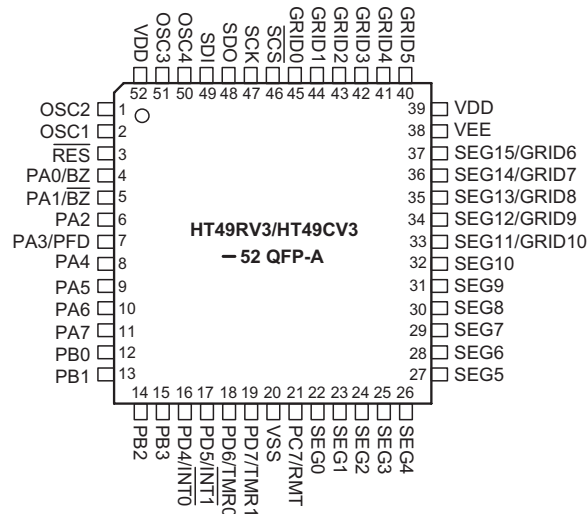 VDD
OSC3
OSC4
SDI
SDO
SCK
SCS
GRID0
GRID1
GRID2
GRID3
GRID4
GRID5
52 51 50 49 48 47 46 45 44 43 42 41 40
OSC2 1
OSC1 2
RES 3
PA0/BZ 4
PA1/BZ 5
PA2 6
PA3/PFD 7
PA4 8
PA5 9
PA6 10
PA7 11
PB0 12
PB1 13
HT49RV3/HT49CV3
– 52 QFP-A
39 VDD
38 VEE
37 SEG15/GRID6
36 SEG14/GRID7
35 SEG13/GRID8
34 SEG12/GRID9
33 SEG11/GRID10
32 SEG10
31 SEG9
30 SEG8
29 SEG7
28 SEG6
27 SEG5
14 15 16 17 18 19 20 21 22 23 24 25 26
PB2
PB3
PD4/INT0
PD5/INT1
PD6/TMR0
PD7/TMR1
VSS
PC7/RMT
SEG0
SEG1
SEG2
SEG3
SEG4